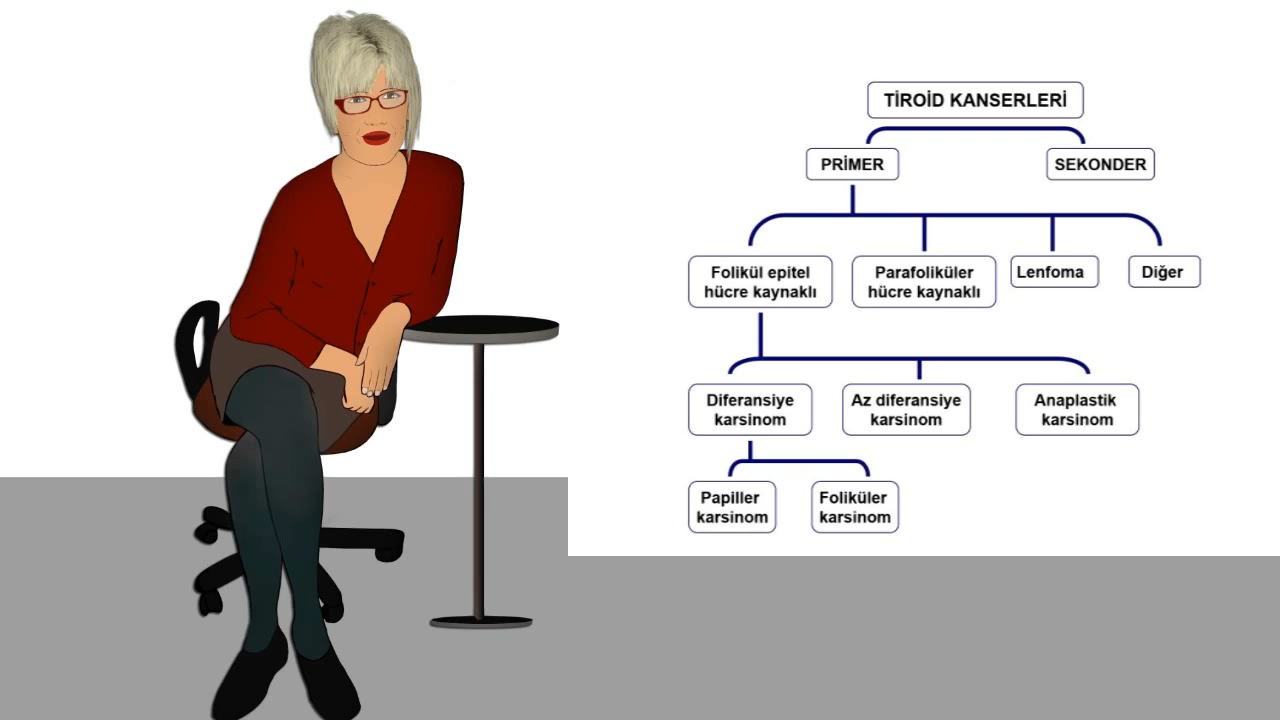 TİROİD KANSERLERİ
PRİMER
SEKONDER
Folikül epitel
hücre kaynaklı
Parafoliküler
hücre kaynaklı
Lenfoma
Diğer
Diferansiye
karsinom
Az diferansiye
karsinom
Anaplastik
karsinom
Papiller
karsinom
Foliküler
karsinom